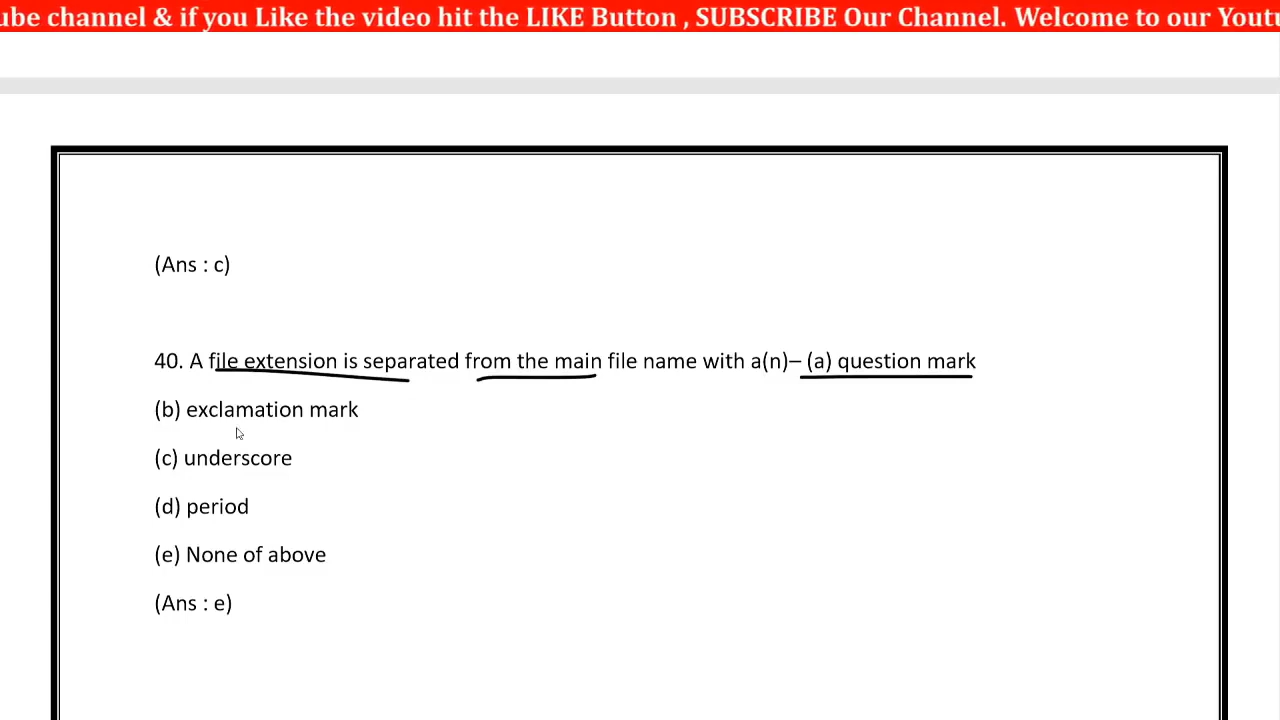 ube channel & if you Like the video hit the LIKE Button , SUBSCRIBE Our Channel. Welcome to our Youtu
(Ans : c)
40. A file extension is separated from the main file name with a(n)– (a) question mark
(b) exclamation mark
(c) underscore
(d) period
(e) None of above
(Ans : e)